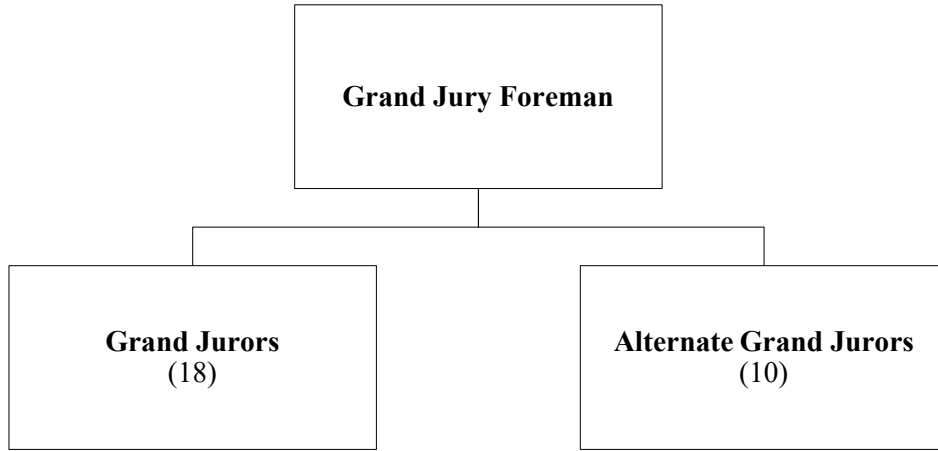 Grand Jury Foreman
Grand Jurors
(18)
Alternate Grand Jurors
(10)